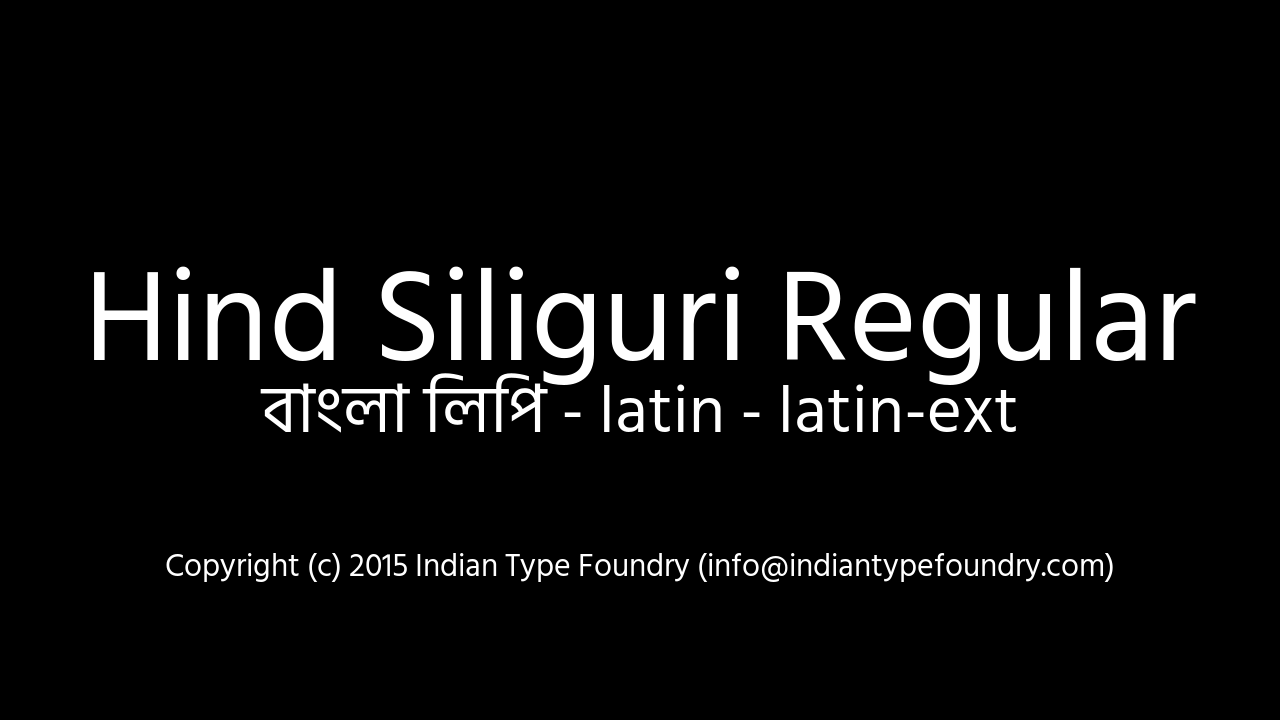 Hind Siliguri Regular
বাংলা লিপি - latin - latin-ext
Copyright (c) 2015 Indian Type Foundry (info@indiantypefoundry.com)